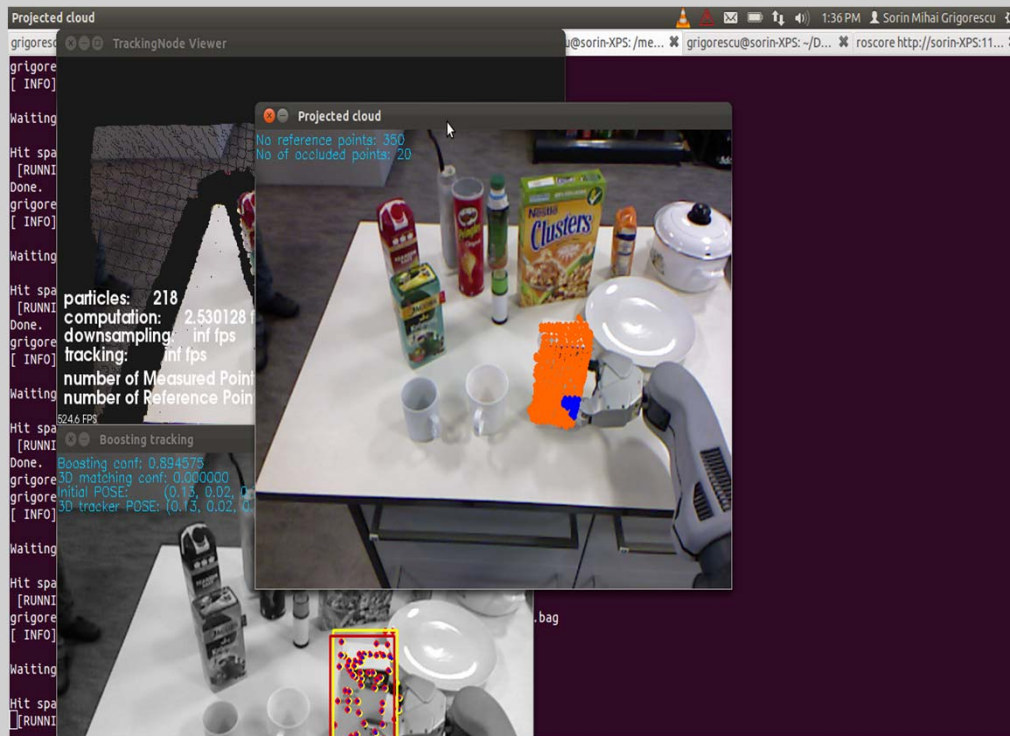 Projected cloud
1:36 PM Sorin Mihai Grigorescu
TrackingNode Viewer
u@sorin-XPS: /me...
grigorescu@sorin-XPS: ~/D...
roscore http://sorin-XPS:11...
grigore
[ INFO]
Waiting
Hit spa
[RUNNI
Done.
grigore
[ INFO]
Waiting
Hit spa
[RUNNI
Done.
grigore
[ INFO]
Waiting
Hit spa
[RUNNI
Done.
grigore
grigore
[ INFO]
Waiting
Hit spa
[RUNNI
grigore
.bag
[ INFO]
Waiting
Hit spa
[RUNNI
particles: 218
computation: 2.530128 f
downsampling: inf fps
tracking: inf fps
number of Measured Point
number of Reference Poin
524.6 FPS
Projected cloud
No reference points: 350
No of occluded points: 20
Nestle
Clusters
Pringles
Boosting tracking
Boosting conf: 0.894575
3D matching conf: 0.000000
Initial POSE: (0.13, 0.02,
3D tracker POSE: (0.13, 0.02,